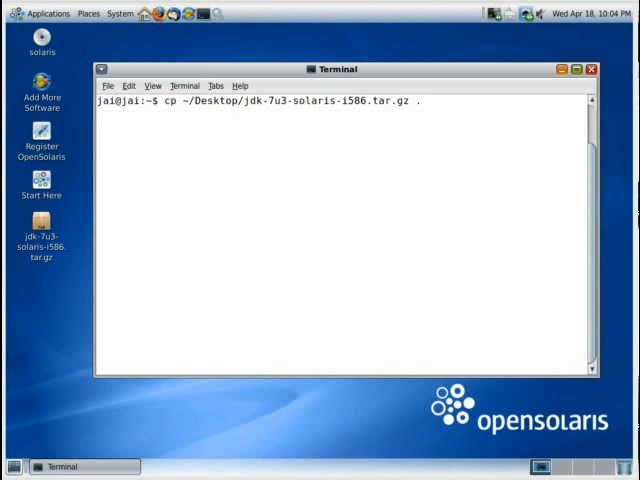 Applications Places System Wed Apr 18, 10:04 PM
solaris
Add More
Software
Register
OpenSolaris
Start Here
jdk-7u3-
solaris-i586.
tar.gz
Terminal
File Edit View Terminal Tabs Help
jai@jai:~$ cp ~/Desktop/jdk-7u3-solaris-i586.tar.gz .
opensolaris
Terminal